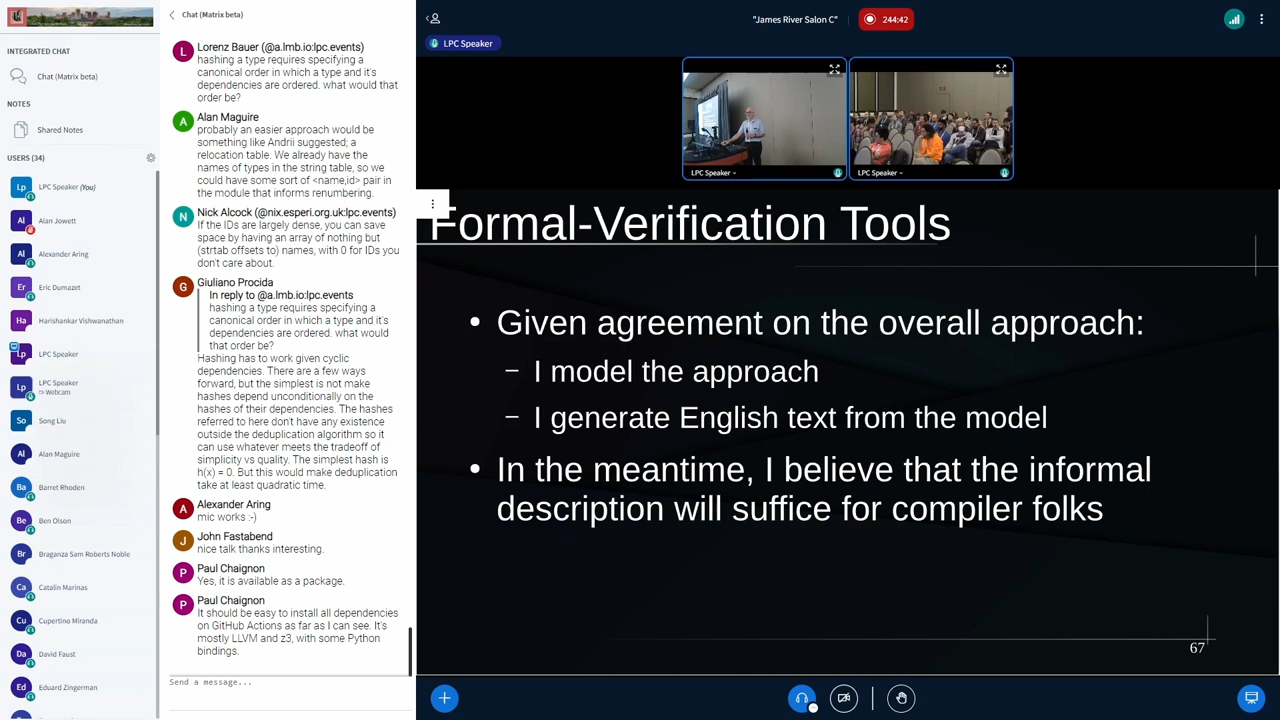 INTEGRATED CHAT
Chat (Matrix beta)
NOTES
Shared Notes
USERS (34)
Lp LPC Speaker (You)
Al Alan Jowett
Al Alexander Aring
Er Eric Dumazet
Ha Harishankar Vishwanathan
Lp LPC Speaker
Lp LPC Speaker
Webcam
So Song Liu
Al Alan Maguire
Ba Barret Rhoden
Be Ben Olson
Br Braganza Sam Roberts Noble
Ca Catalin Marinas
Cu Cupertino Miranda
Da David Faust
Ed Eduard Zingerman
Chat (Matrix beta)
L Lorenz Bauer (@a.lmb.io:lpc.events)
hashing a type requires specifying a
canonical order in which a type and it's
dependencies are ordered. what would that
order be?
A Alan Maguire
probably an easier approach would be
something like Andrii suggested; a
relocation table. We already have the
names of types in the string table, so we
could have some sort of <name,id> pair in
the module that informs renumbering.
N Nick Alcock (@nix.esperi.org.uk:lpc.events)
If the IDs are largely dense, you can save
space by having an array of nothing but
(strtab offsets to) names, with 0 for IDs you
don't care about.
G Giuliano Procida
In reply to @a.lmb.io:lpc.events
hashing a type requires specifying a
canonical order in which a type and it's
dependencies are ordered. what would
that order be?
Hashing has to work given cyclic
dependencies. There are a few ways
forward, but the simplest is not make
hashes depend unconditionally on the
hashes of their dependencies. The hashes
referred to here don't have any existence
outside the deduplication algorithm so it
can use whatever meets the tradeoff of
simplicity vs quality. The simplest hash is
h(x) = 0. But this would make deduplication
take at least quadratic time.
A Alexander Aring
mic works :-)
J John Fastabend
nice talk thanks interesting.
P Paul Chaignon
Yes, it is available as a package.
P Paul Chaignon
It should be easy to install all dependencies
on GitHub Actions as far as I can see. It's
mostly LLVM and z3, with some Python
bindings.
Send a message...
"James River Salon C"
244:42
LPC Speaker
LPC Speaker
LPC Speaker
Formal-Verification Tools
• Given agreement on the overall approach:
– I model the approach
– I generate English text from the model
• In the meantime, I believe that the informal
description will suffice for compiler folks
67